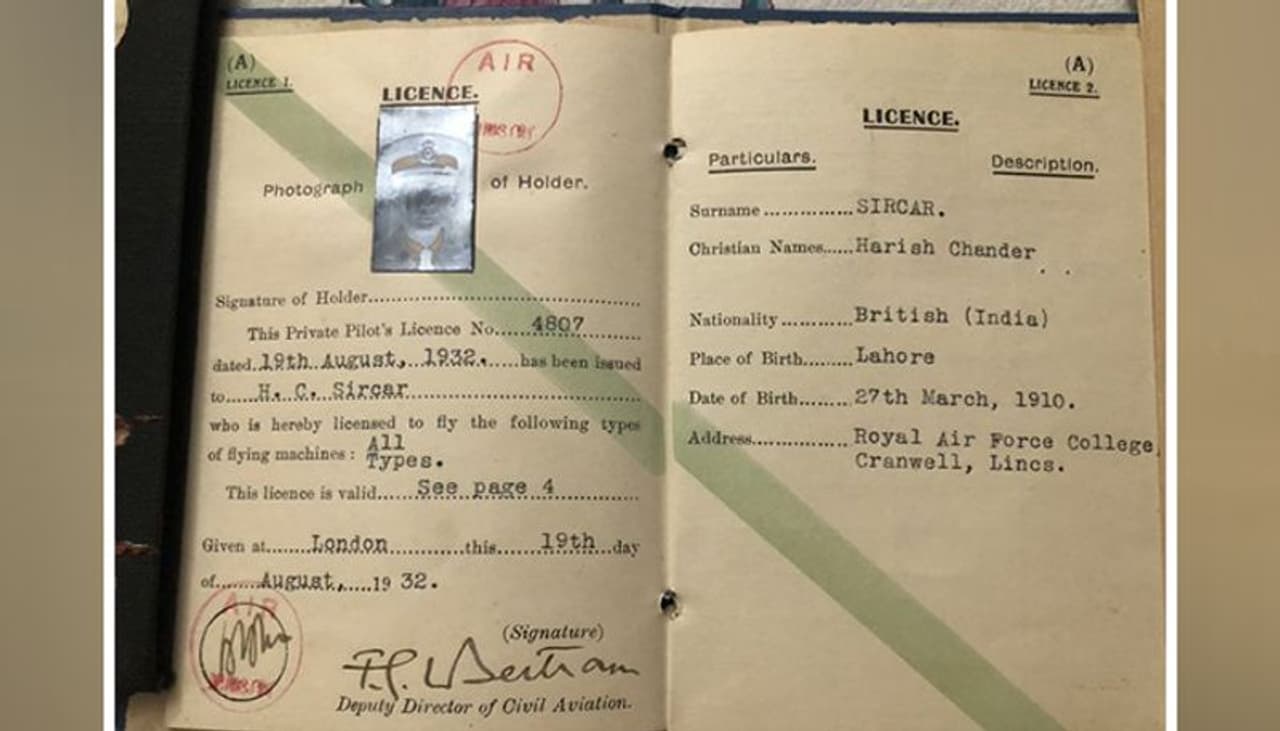 (A)
LICENCE 1.
AIR
LICENCE.
Photograph of Holder.
Signature of Holder........................................
This Private Pilot's Licence No.....4807..........
dated 19th August, 1932. .....has been issued
to.....H. C. Sircar........................................
who is hereby licensed to fly the following types
of flying machines: All
Types.
This licence is valid.....See page 4...............
Given at.......London............this......19th...day
of........August,.....19 32.
AIR
(Signature)
F.G. Bertram
Deputy Director of Civil Aviation.
(A)
LICENCE 2.
LICENCE.
Particulars. Description.
Surname ............... SIRCAR.
Christian Names......Harish Chander
Nationality ............British (India)
Place of Birth.........Lahore
Date of Birth.........27th March, 1910.
Address.................Royal Air Force College,
Cranwell, Lincs.